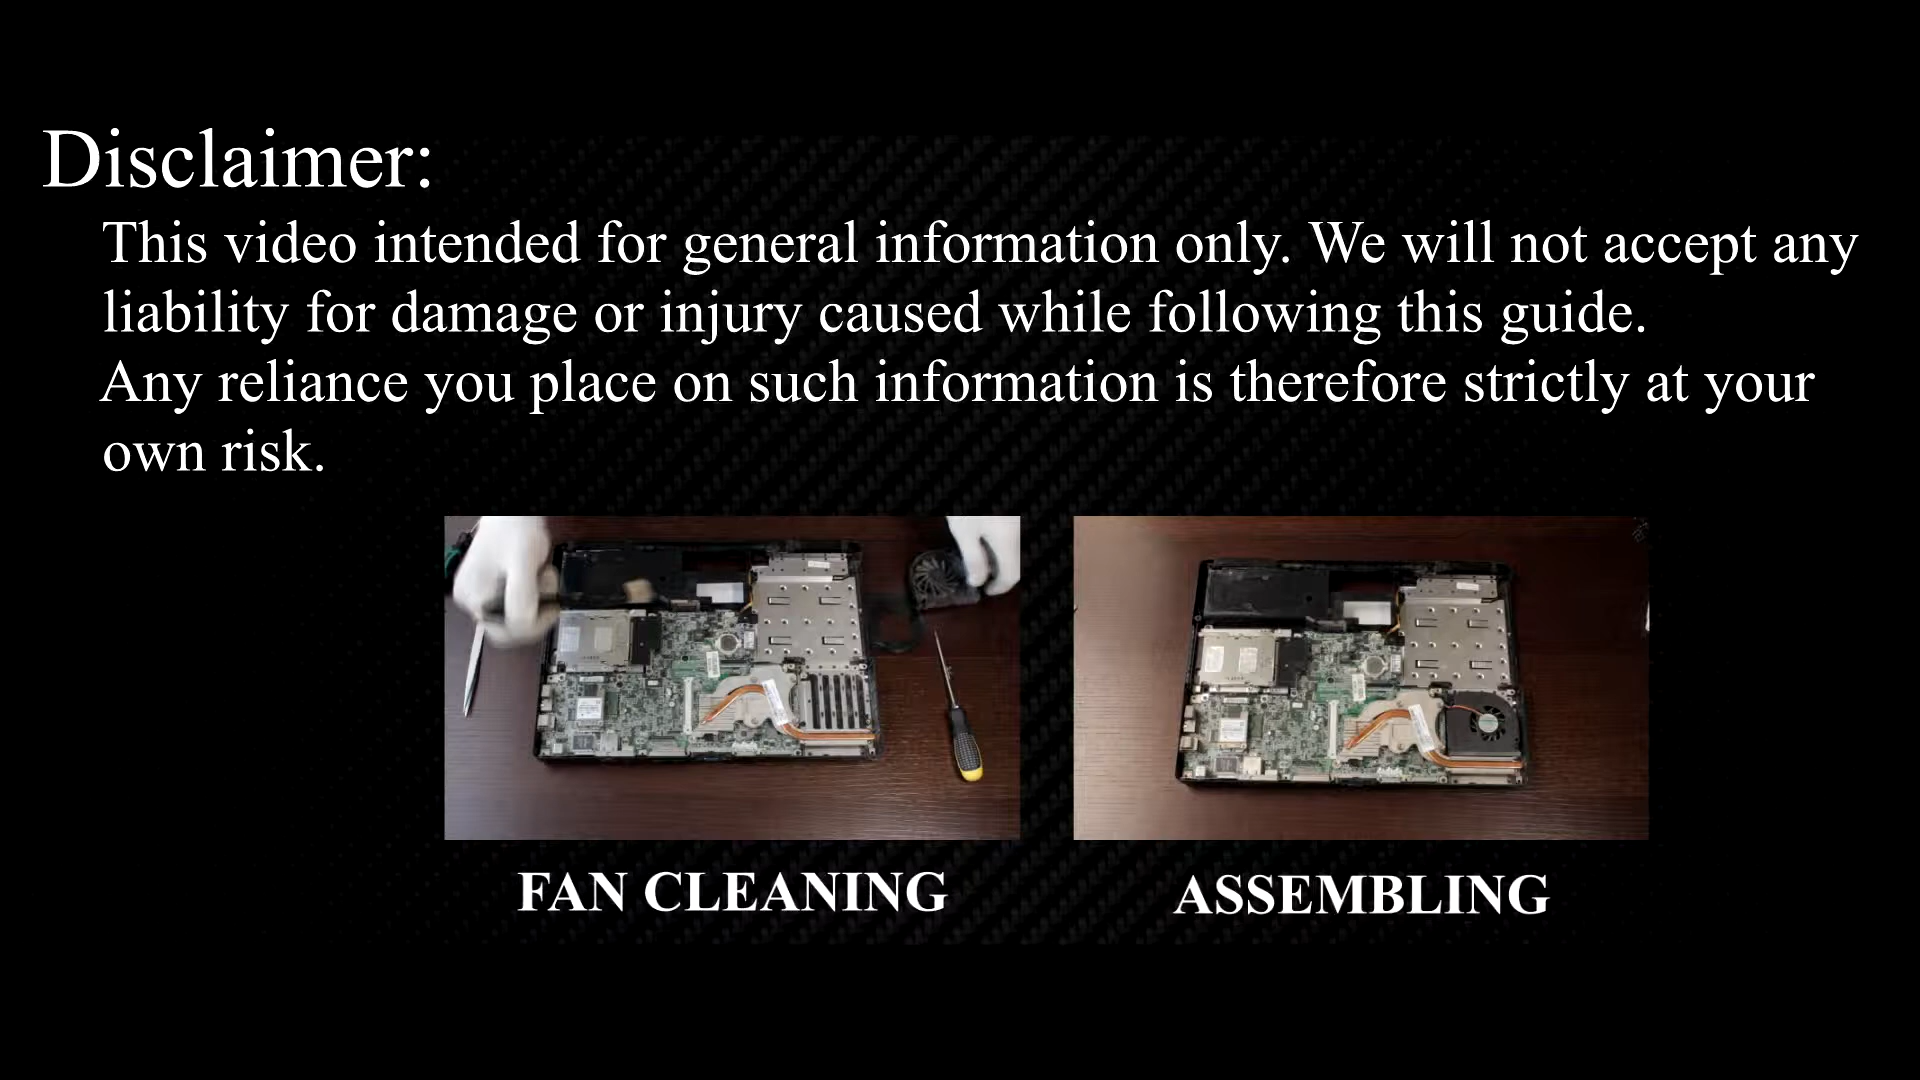 Disclaimer:
This video intended for general information only. We will not accept any
liability for damage or injury caused while following this guide.
Any reliance you place on such information is therefore strictly at your
own risk.
FAN CLEANING
ASSEMBLING